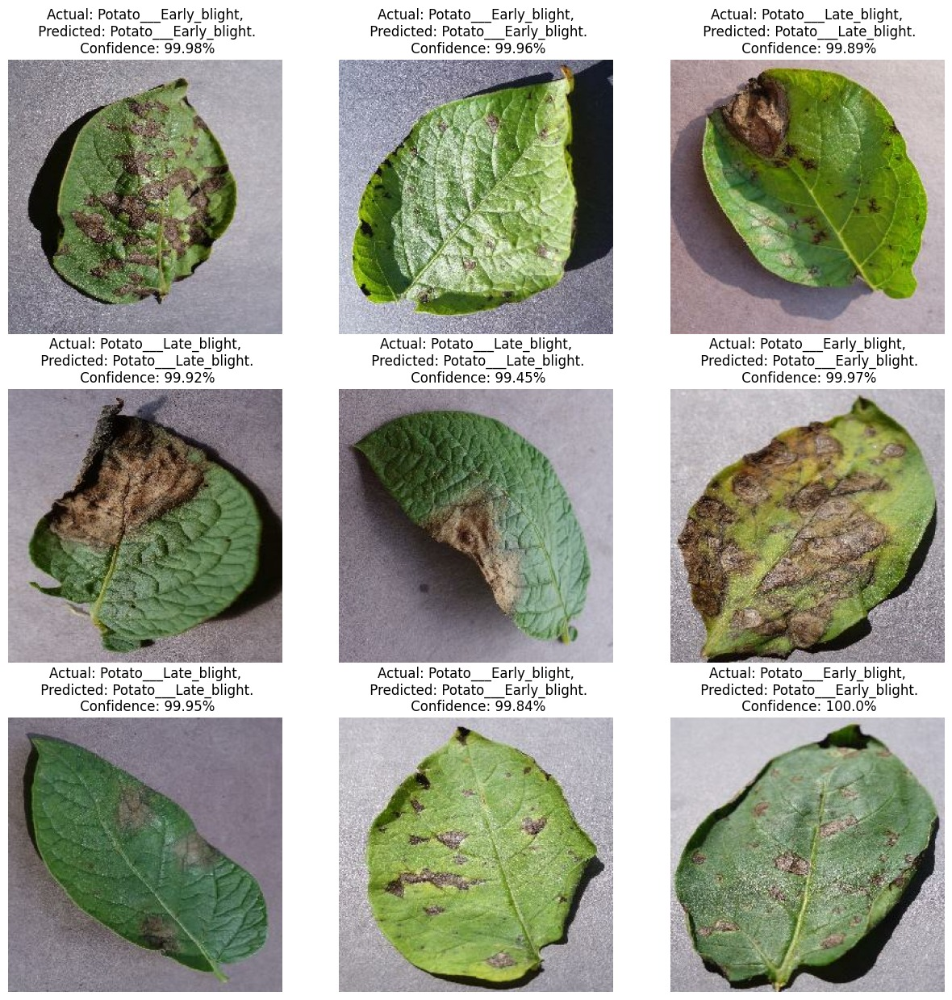 Actual: Potato___Early_blight,
Predicted: Potato___Early_blight.
Confidence: 99.98%
Actual: Potato___Early_blight,
Predicted: Potato___Early_blight.
Confidence: 99.96%
Actual: Potato___Late_blight,
Predicted: Potato___Late_blight.
Confidence: 99.89%
Actual: Potato___Late_blight,
Predicted: Potato___Late_blight.
Confidence: 99.92%
Actual: Potato___Late_blight,
Predicted: Potato___Late_blight.
Confidence: 99.45%
Actual: Potato___Early_blight,
Predicted: Potato___Early_blight.
Confidence: 99.97%
Actual: Potato___Late_blight,
Predicted: Potato___Late_blight.
Confidence: 99.95%
Actual: Potato___Early_blight,
Predicted: Potato___Early_blight.
Confidence: 99.84%
Actual: Potato___Early_blight,
Predicted: Potato___Early_blight.
Confidence: 100.0%